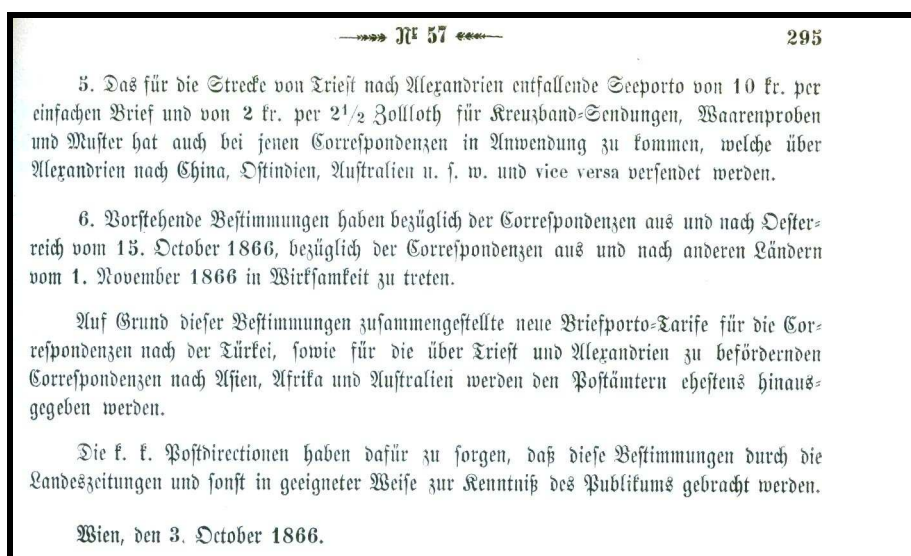 Nr 57 295
5. Das für die Strecke von Triest nach Alexandrien entfallende Seeporto von 10 kr. per
einfachen Brief und von 2 kr. per 2 1/2 Zollloth für Kreuzband-Sendungen, Waarenproben
und Muster hat auch bei jenen Correspondenzen in Anwendung zu kommen, welche über
Alexandrien nach China, Ostindien, Australien u. s. w. und vice versa versendet werden.
6. Vorstehende Bestimmungen haben bezüglich der Correspondenzen aus und nach Oester-
reich vom 15. October 1866, bezüglich der Correspondenzen aus und nach anderen Ländern
vom 1. November 1866 in Wirksamkeit zu treten.
Auf Grund dieser Bestimmungen zusammengestellte neue Briefporto-Tarife für die Cor-
respondenzen nach der Türkei, sowie für die über Triest und Alexandrien zu befördernden
Correspondenzen nach Asien, Afrika und Australien werden den Postämtern ehestens hinaus-
gegeben werden.
Die k. k. Postdirectionen haben dafür zu sorgen, daß diese Bestimmungen durch die
Landeszeitungen und sonst in geeigneter Weise zur Kenntniß des Publikums gebracht werden.
Wien, den 3. October 1866.